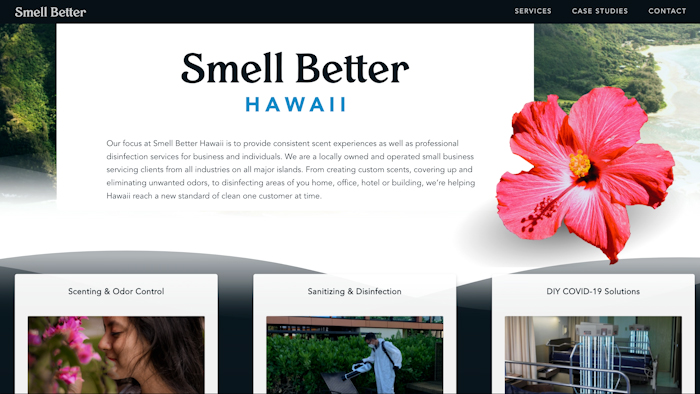 Smell Better
SERVICES CASE STUDIES CONTACT
Smell Better
HAWAII
Our focus at Smell Better Hawaii is to provide consistent scent experiences as well as professional
disinfection services for business and individuals. We are a locally owned and operated small business
servicing clients from all industries on all major islands. From creating custom scents, covering up and
eliminating unwanted odors, to disinfecting areas of you home, office, hotel or building, we're helping
Hawaii reach a new standard of clean one customer at time.
Scenting & Odor Control
Sanitizing & Disinfection
DIY COVID-19 Solutions